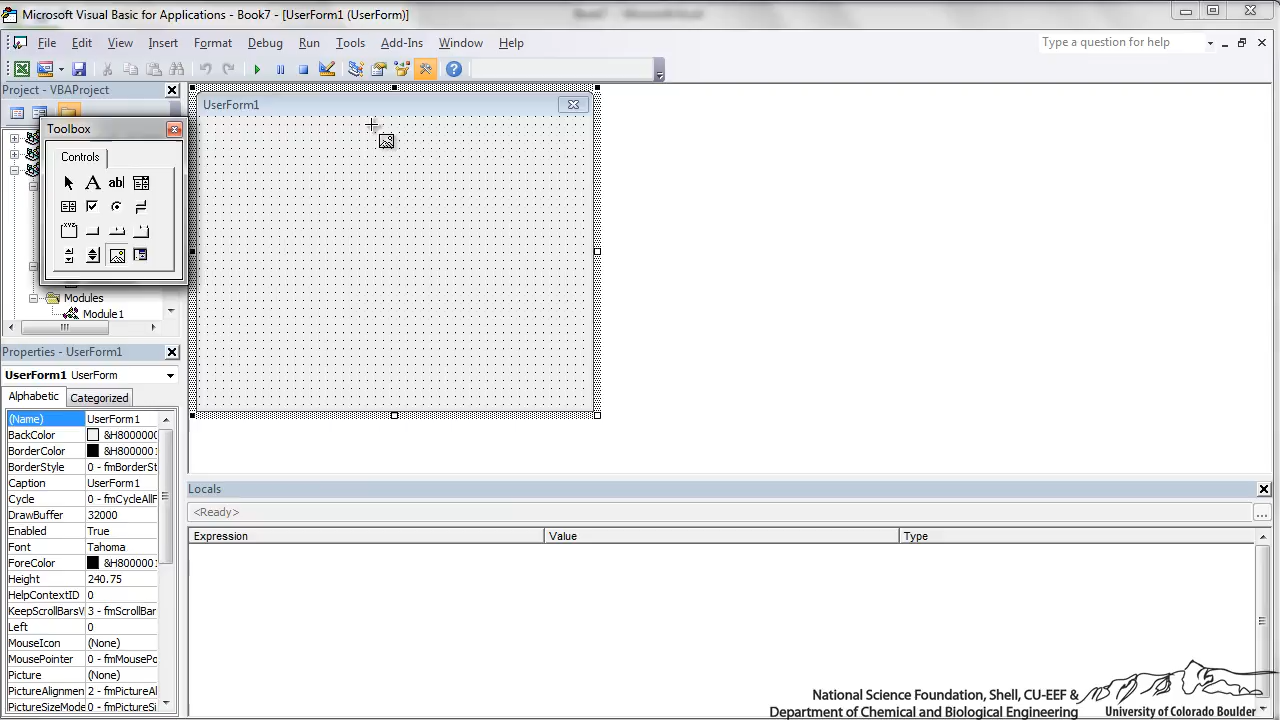 Microsoft Visual Basic for Applications - Book7 - [UserForm1 (UserForm)]
File Edit View Insert Format Debug Run Tools Add-Ins Window Help
Type a question for help
Project - VBAProject
Toolbox
Controls
A ab|
Modules
Module1
UserForm1
Properties - UserForm1
UserForm1 UserForm
Alphabetic Categorized
(Name) UserForm1
BackColor &H8000000
BorderColor &H8000001
BorderStyle 0 - fmBorderSt
Caption UserForm1
Cycle 0 - fmCycleAllF
DrawBuffer 32000
Enabled True
Font Tahoma
ForeColor &H8000001
Height 240.75
HelpContextID 0
KeepScrollBarsV 3 - fmScrollBar
Left 0
MouseIcon (None)
MousePointer 0 - fmMousePo
Picture (None)
PictureAlignmen 2 - fmPictureAl
PictureSizeMode 0 - fmPictureSi
Locals
<Ready>
...
Expression Value Type
National Science Foundation, Shell, CU-EEF &
Department of Chemical and Biological Engineering
University of Colorado Boulder